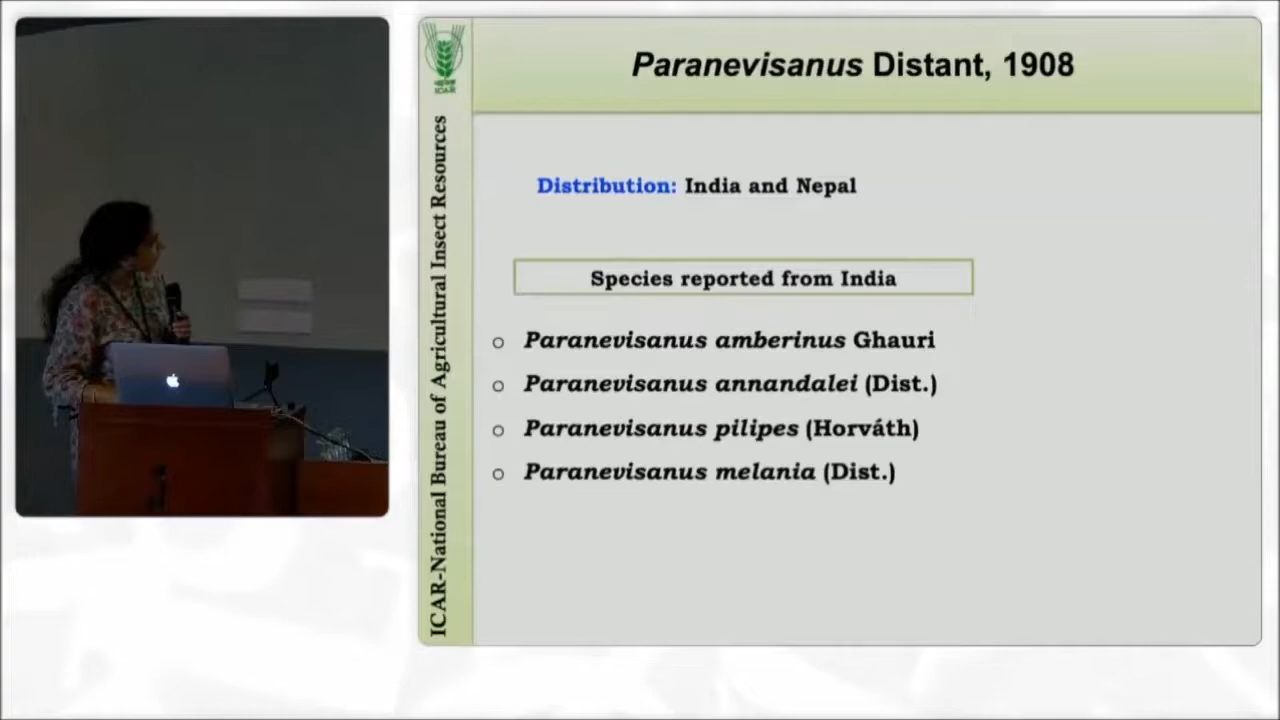 Paranevisanus Distant, 1908
ICAR
ICAR-National Bureau of Agricultural Insect Resources
Distribution: India and Nepal
Species reported from India
Paranevisanus amberinus Ghauri
Paranevisanus annandalei (Dist.)
Paranevisanus pilipes (Horváth)
Paranevisanus melania (Dist.)